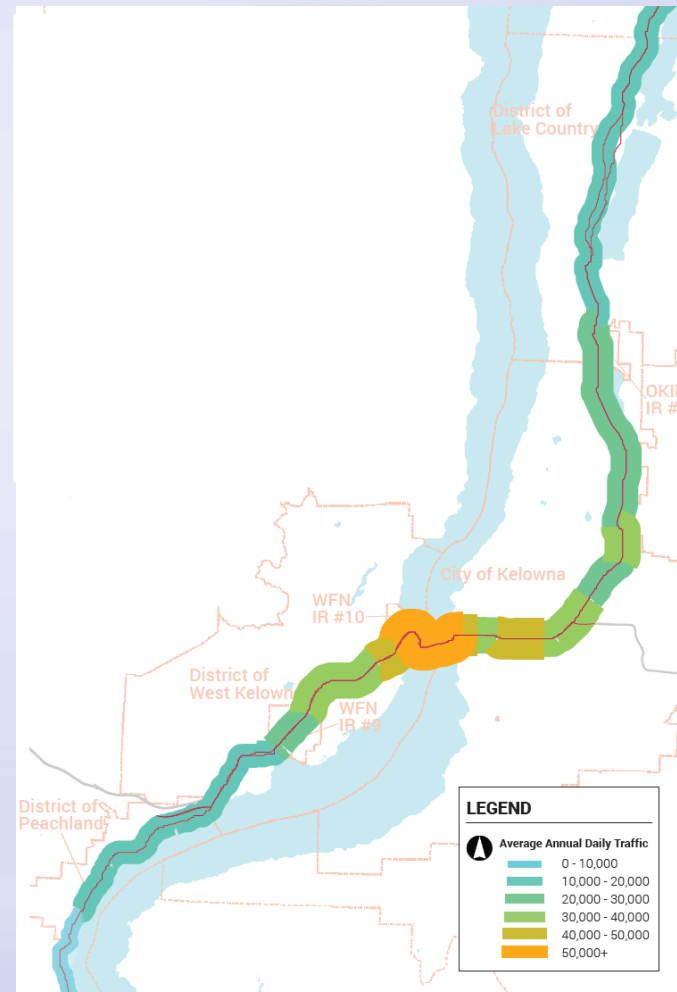 District of
Lake Country
OKI
IR #
City of Kelowna
WFN
IR #10
District of
West Kelown
WFN
IR #9
District of
Peachland
LEGEND
Average Annual Daily Traffic
0 - 10,000
10,000 - 20,000
20,000 - 30,000
30,000 - 40,000
40,000 - 50,000
50,000+